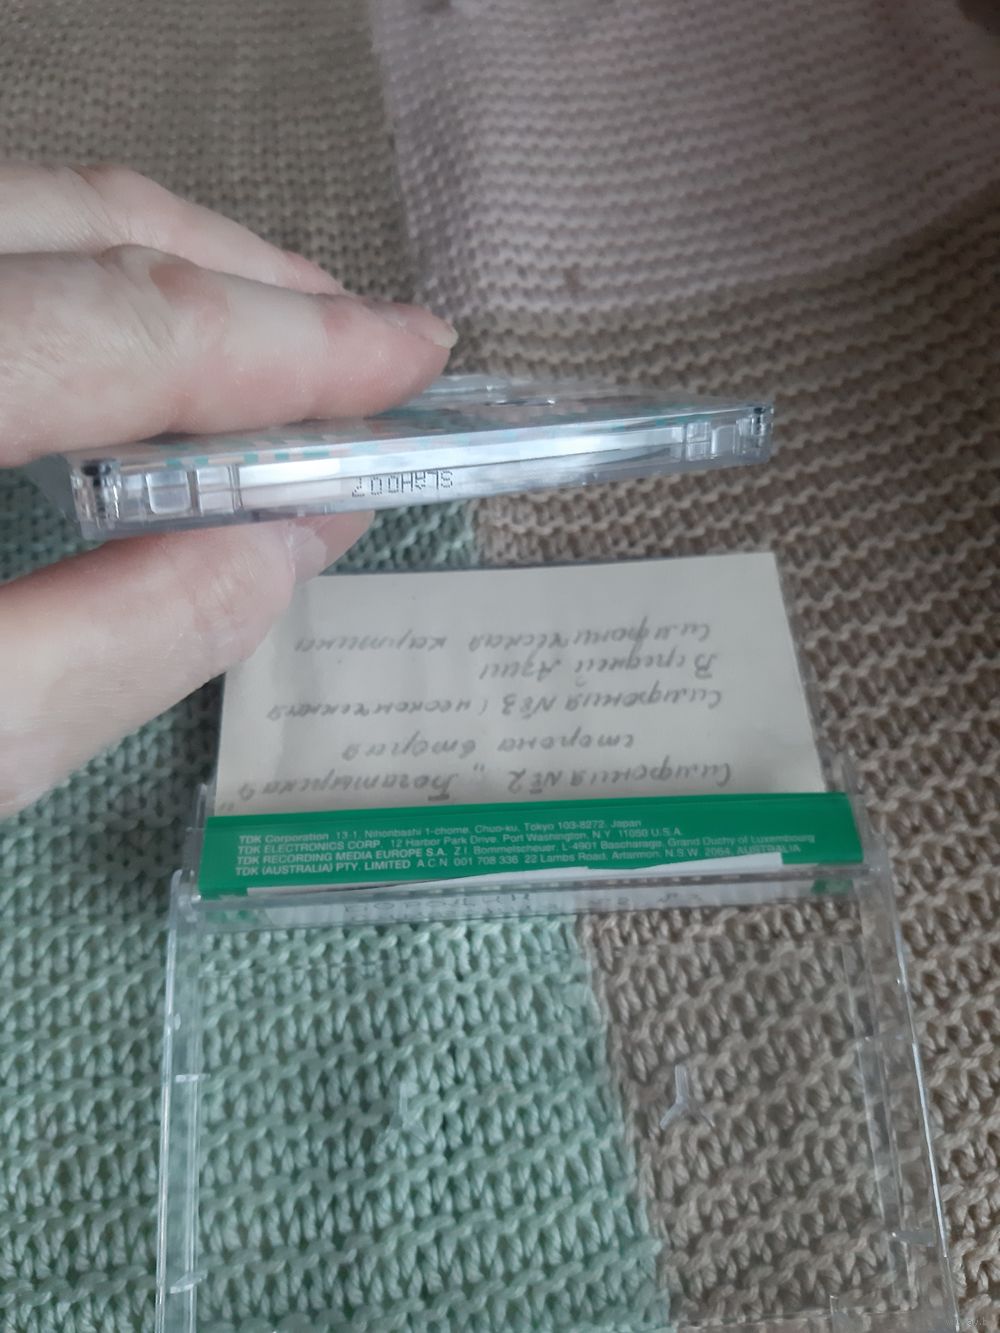 Симфония №2 „Богатырская"
сторона вторая
Симфония №3 (неоконченная
В средней Азии
Симфоническая картина
TDK Corporation 13-1, Nihonbashi 1-chome, Chuo-ku, Tokyo 103-8272, Japan
TDK ELECTRONICS CORP. 12 Harbor Park Drive, Port Washington, N.Y. 11050 U.S.A.
TDK RECORDING MEDIA EUROPE S.A. Z.I. Bommelscheuer, L-4901 Bascharage, Grand Duchy of Luxembourg
TDK (AUSTRALIA) PTY. LIMITED A.C.N. 001 708 336 22 Lambs Road, Artarmon, N.S.W. 2064, AUSTRALIA